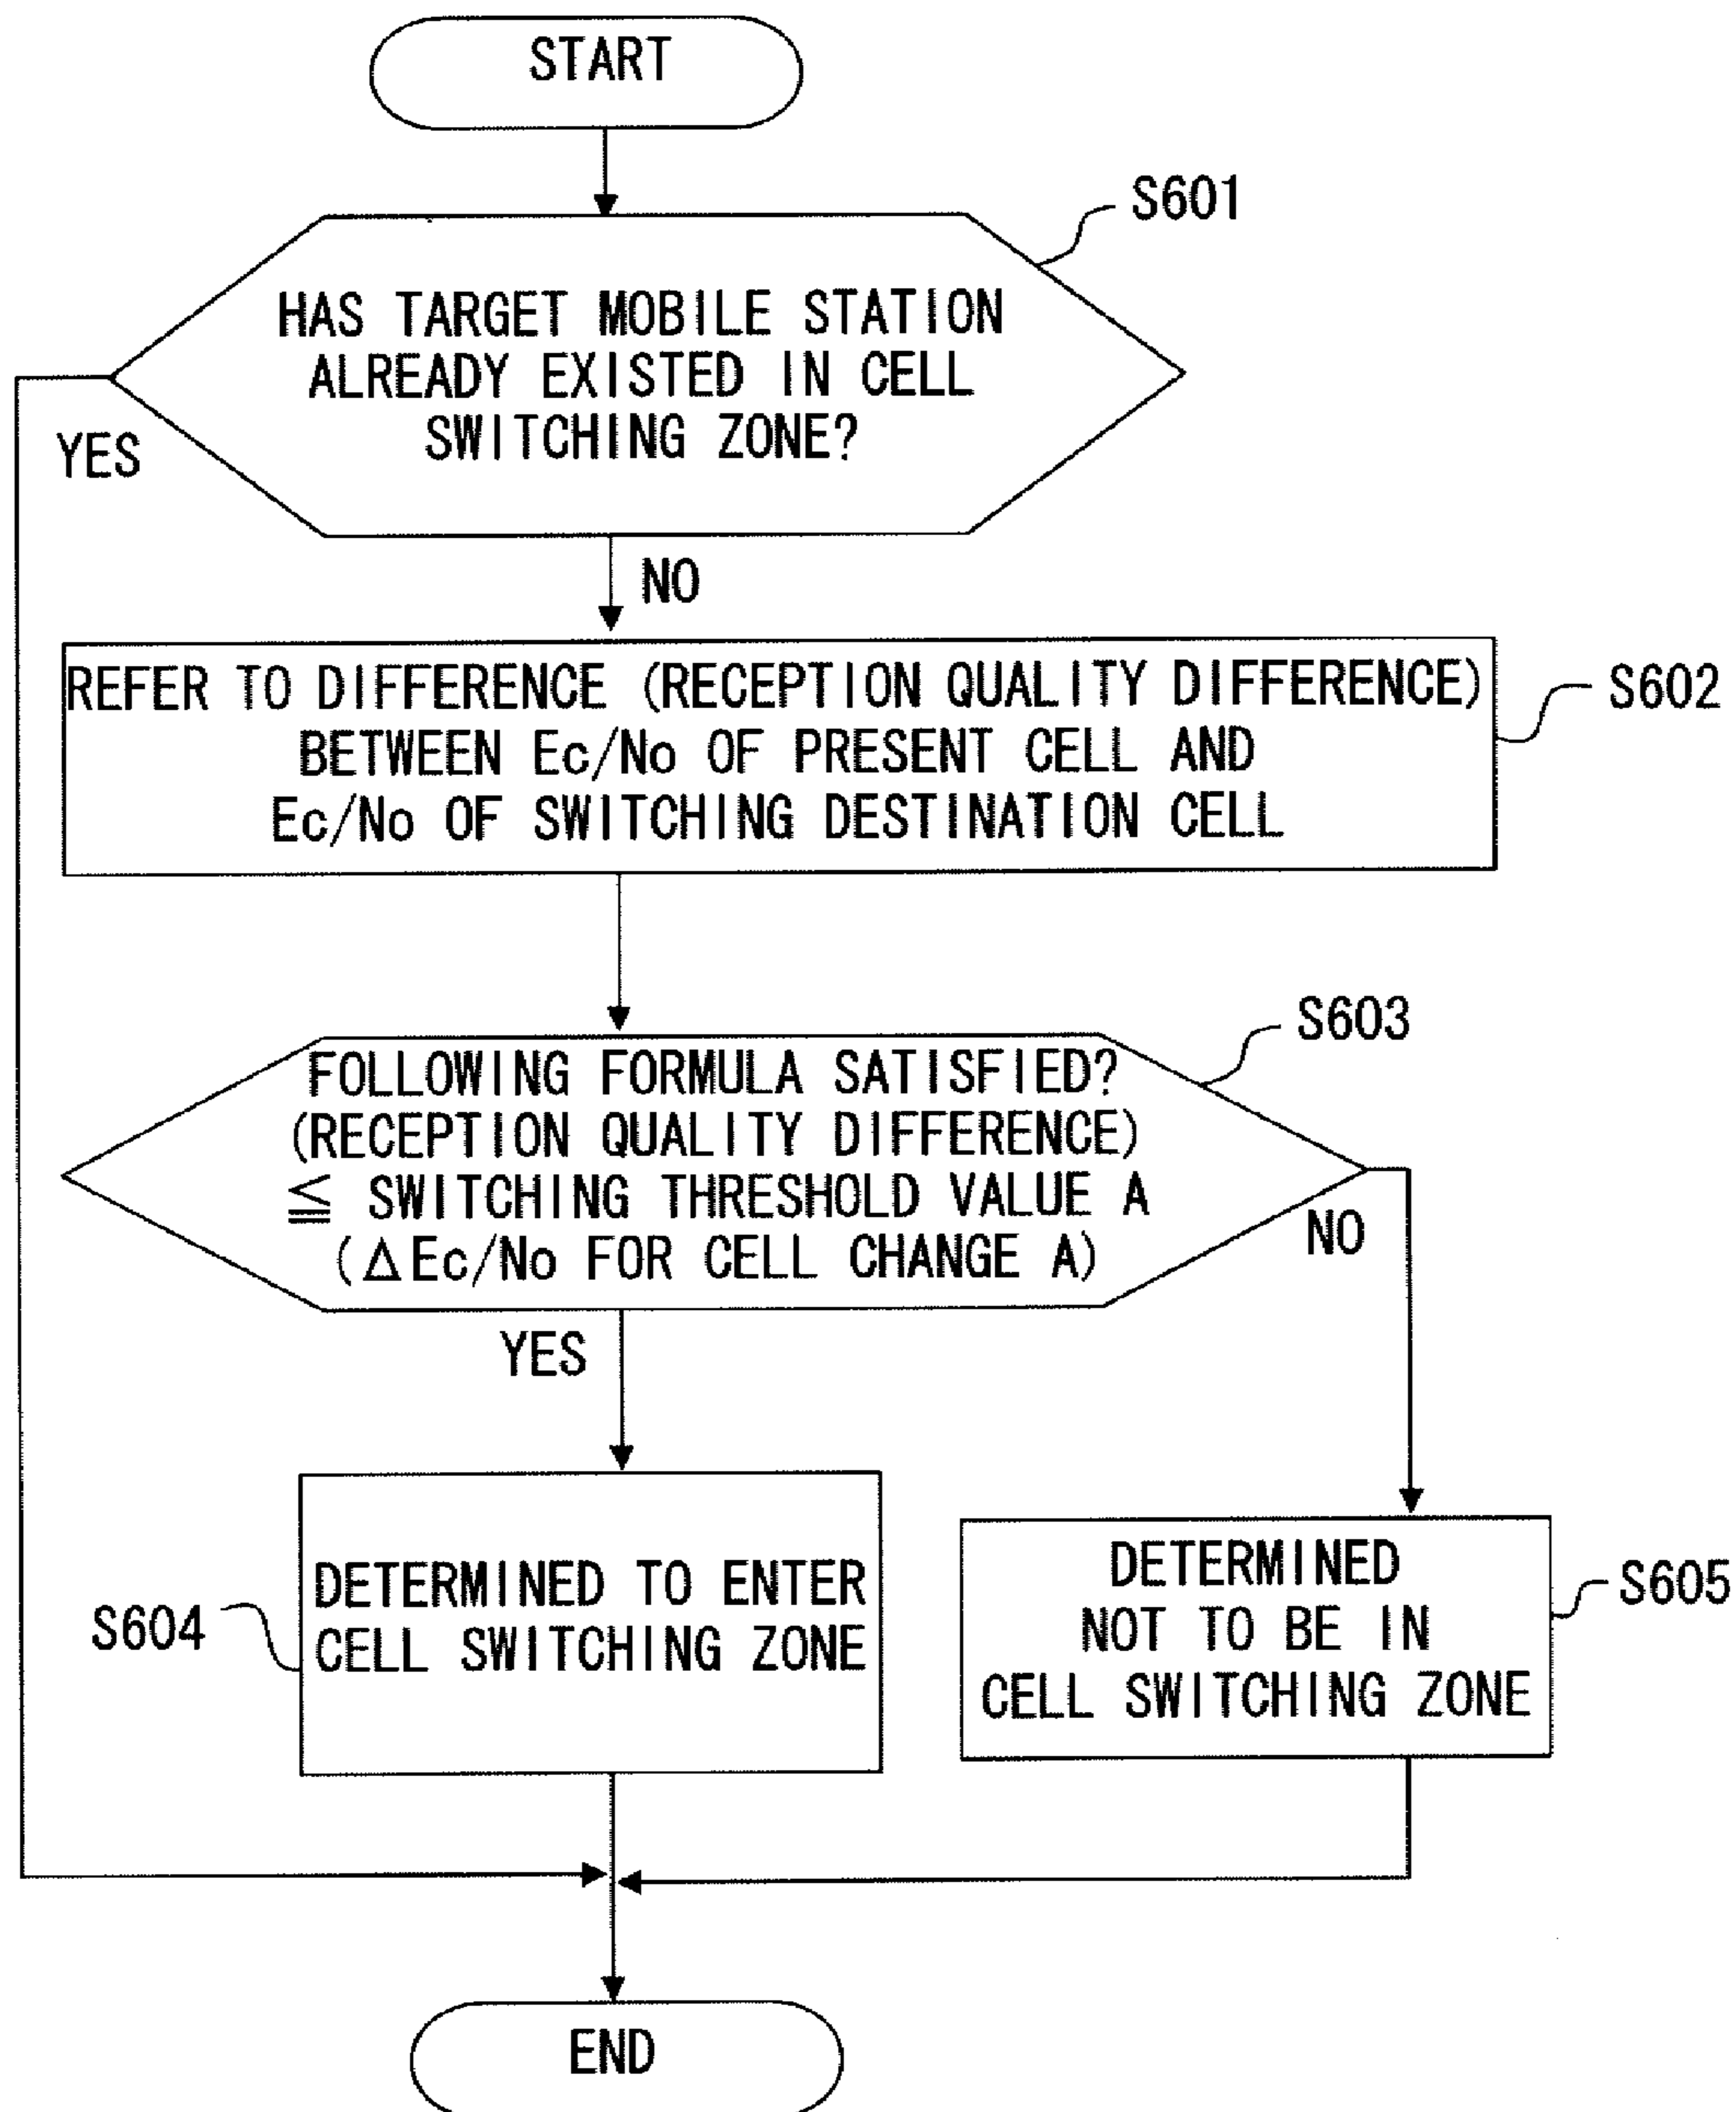 START
S601
HAS TARGET MOBILE STATION
ALREADY EXISTED IN CELL
SWITCHING ZONE?
YES
NO
REFER TO DIFFERENCE (RECEPTION QUALITY DIFFERENCE)
BETWEEN Ec/No OF PRESENT CELL AND
Ec/No OF SWITCHING DESTINATION CELL
S602
S603
FOLLOWING FORMULA SATISFIED?
(RECEPTION QUALITY DIFFERENCE)
≦ SWITCHING THRESHOLD VALUE A
(ΔEc/No FOR CELL CHANGE A)
NO
YES
DETERMINED TO ENTER
CELL SWITCHING ZONE
S604
DETERMINED
NOT TO BE IN
CELL SWITCHING ZONE
S605
END